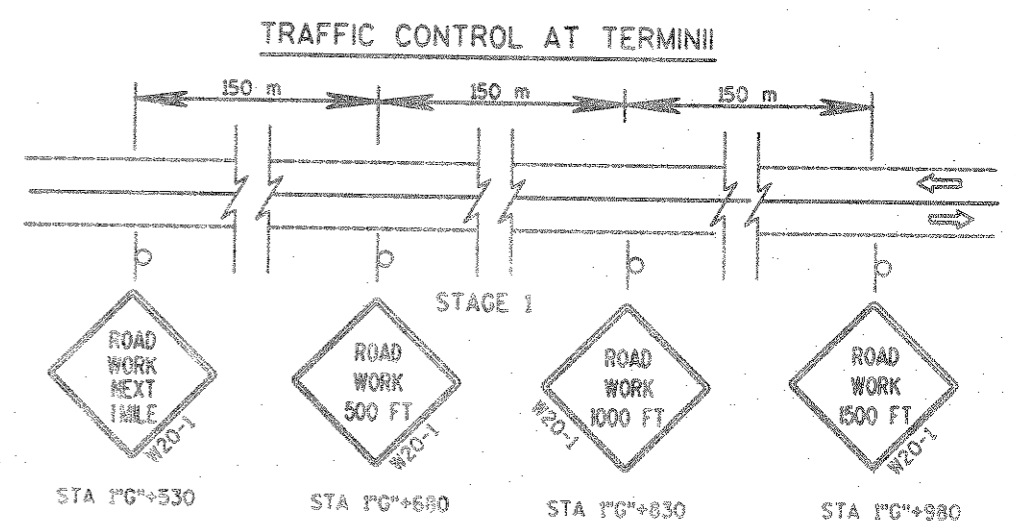 TRAFFIC CONTROL AT TERMINII
150 m
150 m
150 m
STAGE 1
ROAD
WORK
NEXT
1 MILE
W20-1
ROAD
WORK
500 FT
W20-1
ROAD
WORK
1000 FT
W20-1
ROAD
WORK
1500 FT
W20-1
STA 1"G"+530
STA 1"G"+680
STA 1"G"+830
STA 1"G"+980